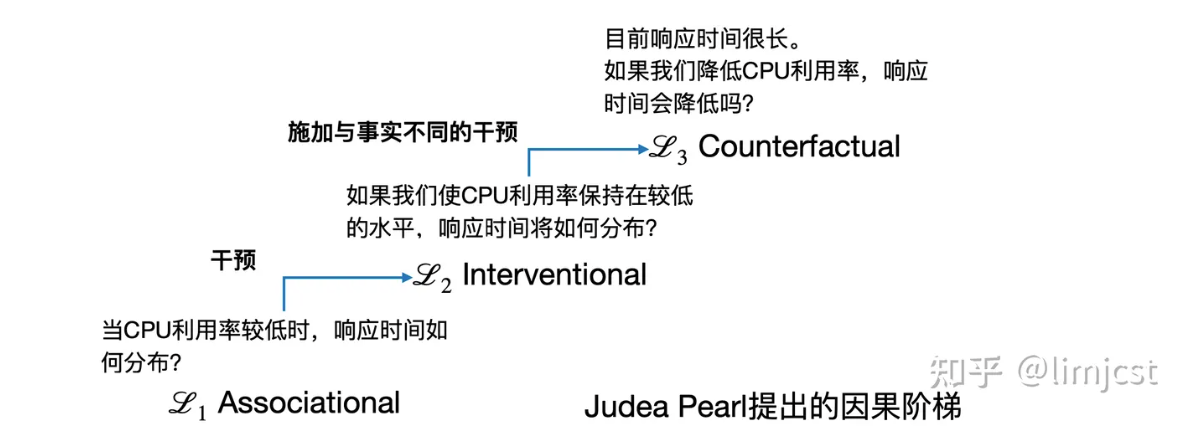 目前响应时间很长。
如果我们降低CPU利用率，响应
时间会降低吗？
施加与事实不同的干预
ℒ3 Counterfactual
如果我们使CPU利用率保持在较低
的水平，响应时间将如何分布？
干预
ℒ2 Interventional
当CPU利用率较低时，响应时间如
何分布？
ℒ1 Associational
Judea Pearl提出的因果阶梯
知乎 @limjcst